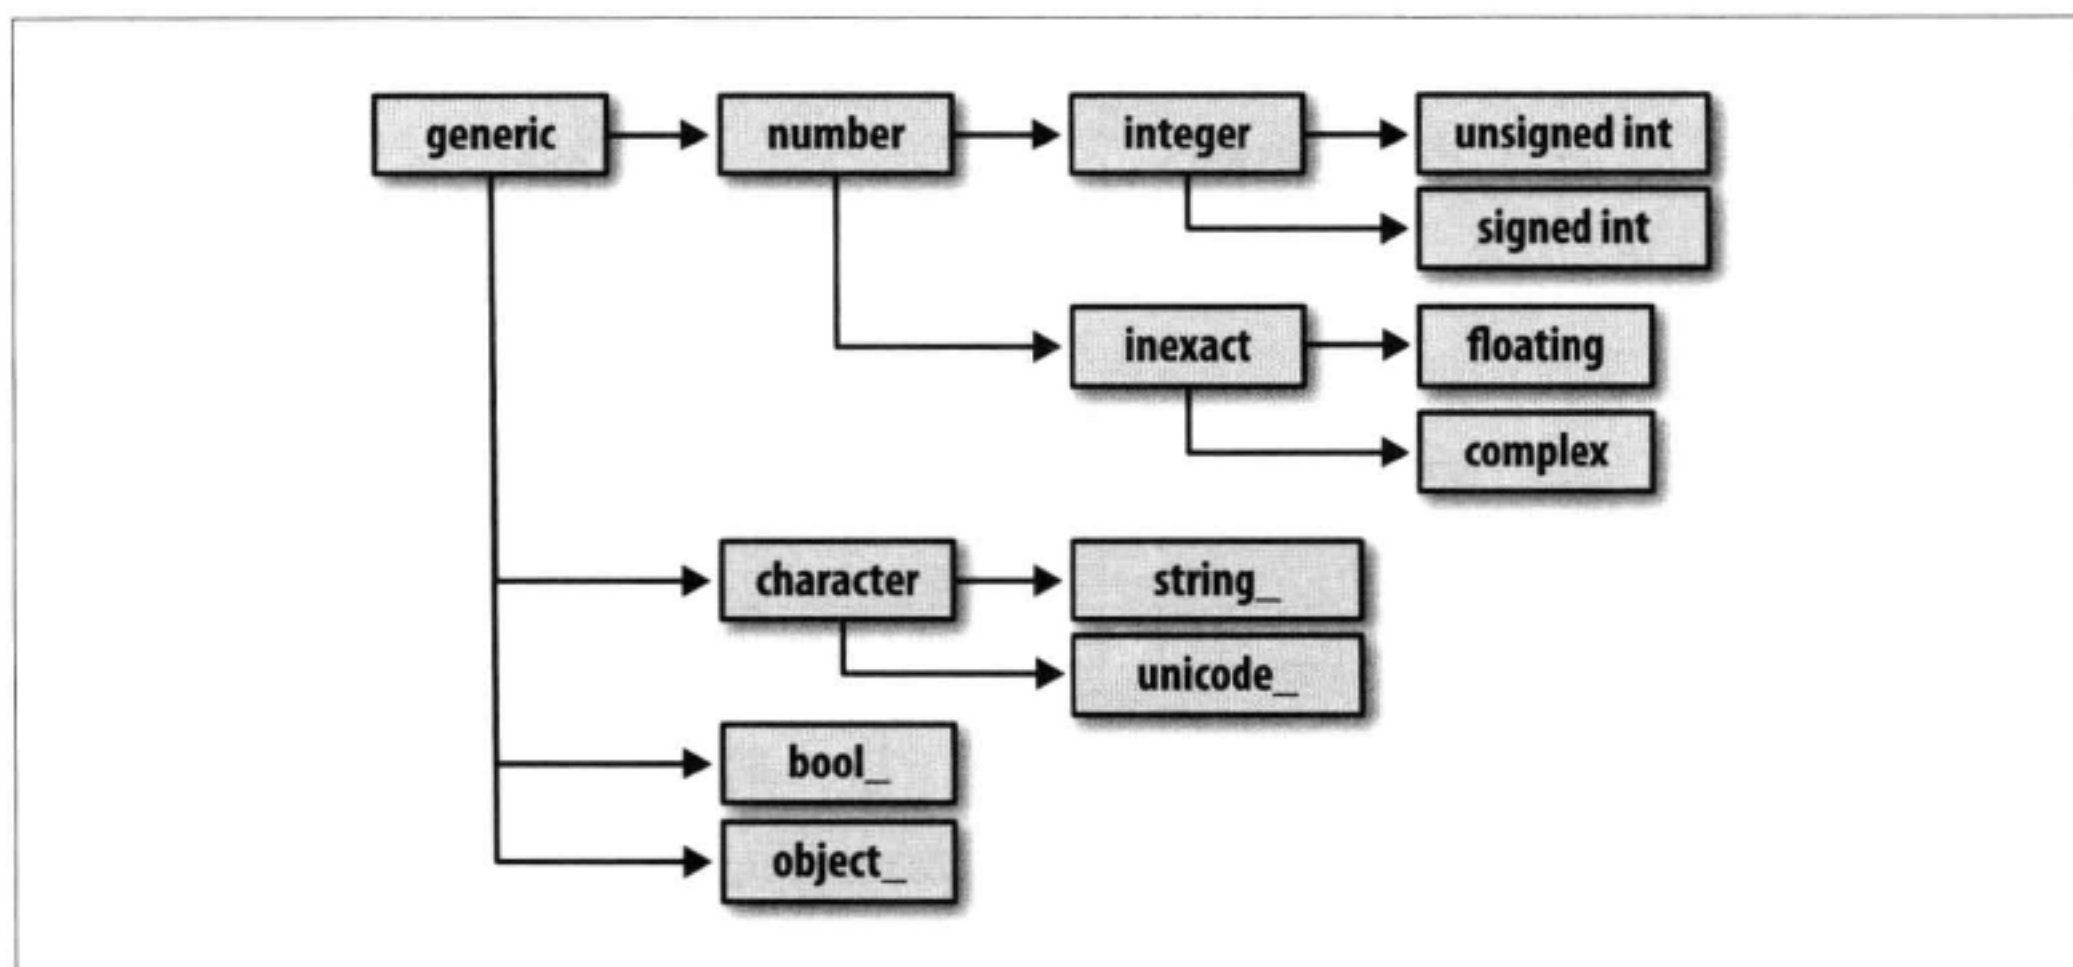 generic
number
integer
unsigned int
signed int
inexact
floating
complex
character
string_
unicode_
bool_
object_